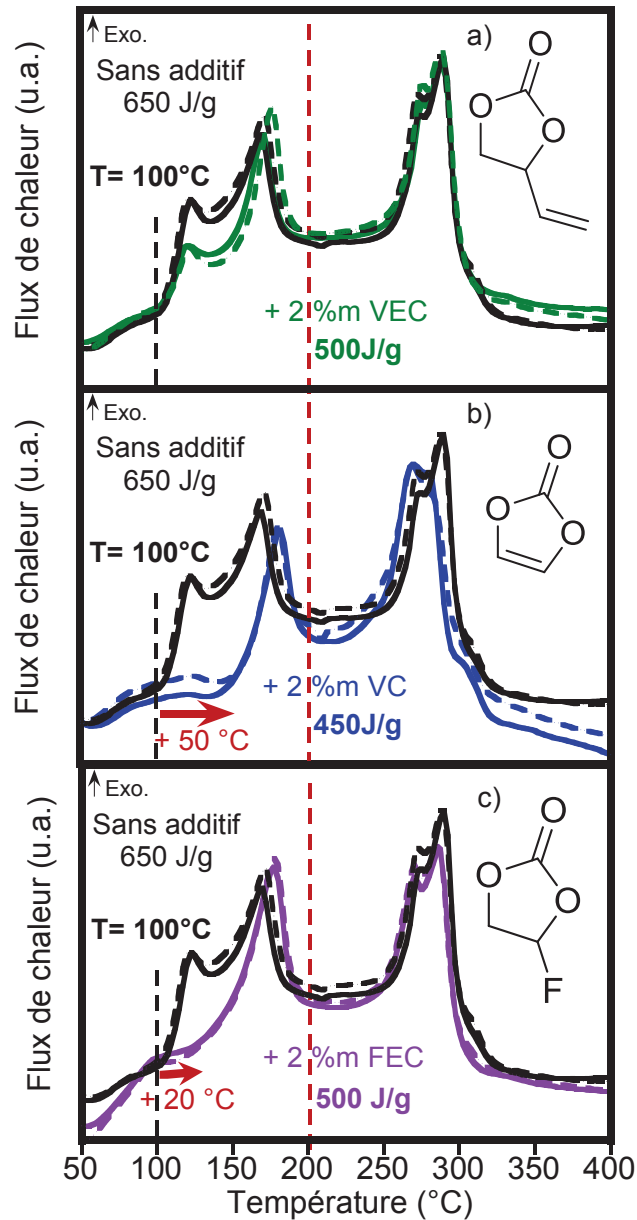 Exo.
a)
Sans additif
650 J/g
T= 100°C
+ 2 %m VEC
500J/g
O
O
O
Flux de chaleur (u.a.)
Exo.
b)
Sans additif
650 J/g
T= 100°C
+ 2 %m VC
450J/g
+ 50 °C
O
O
O
Flux de chaleur (u.a.)
Exo.
c)
Sans additif
650 J/g
T= 100°C
+ 2 %m FEC
500 J/g
+ 20 °C
O
O
O
F
Flux de chaleur (u.a.)
50 100 150 200 250 300 350 400
Température (°C)